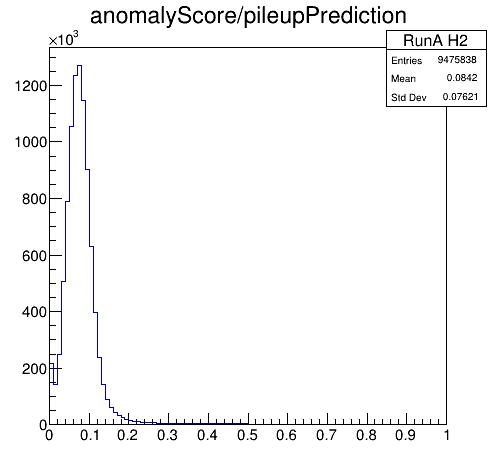 anomalyScore/pileupPrediction
×10³
RunA H2
Entries 9475838
Mean 0.0842
Std Dev 0.07621
1200
1000
800
600
400
200
0
0 0.1 0.2 0.3 0.4 0.5 0.6 0.7 0.8 0.9 1